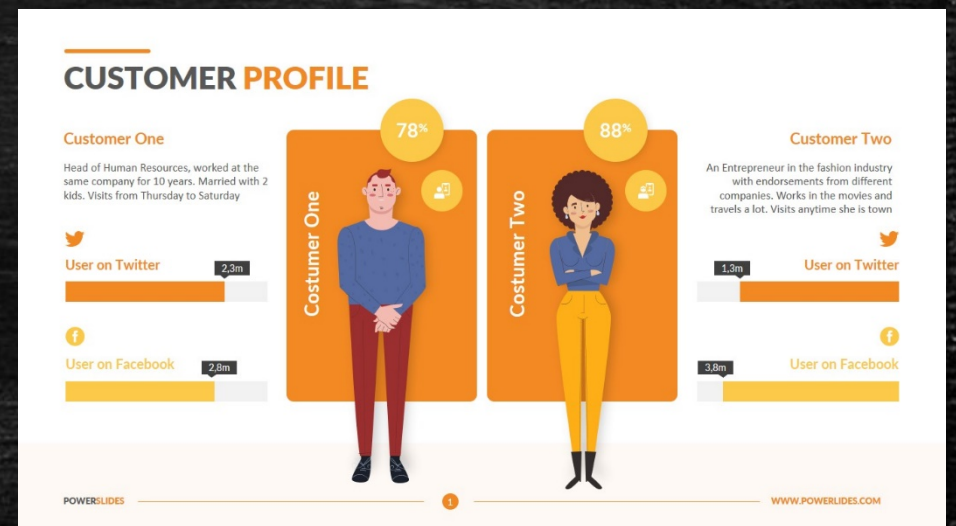 CUSTOMER PROFILE
Customer One
Head of Human Resources, worked at the
same company for 10 years. Married with 2
kids. Visits from Thursday to Saturday
User on Twitter
2,3m
User on Facebook
2,8m
78%
Costumer One
88%
Costumer Two
Customer Two
An Entrepreneur in the fashion industry
with endorsements from different
companies. Works in the movies and
travels a lot. Visits anytime she is town
1,3m
User on Twitter
3,8m
User on Facebook
POWERSLIDES
1
WWW.POWERLIDES.COM